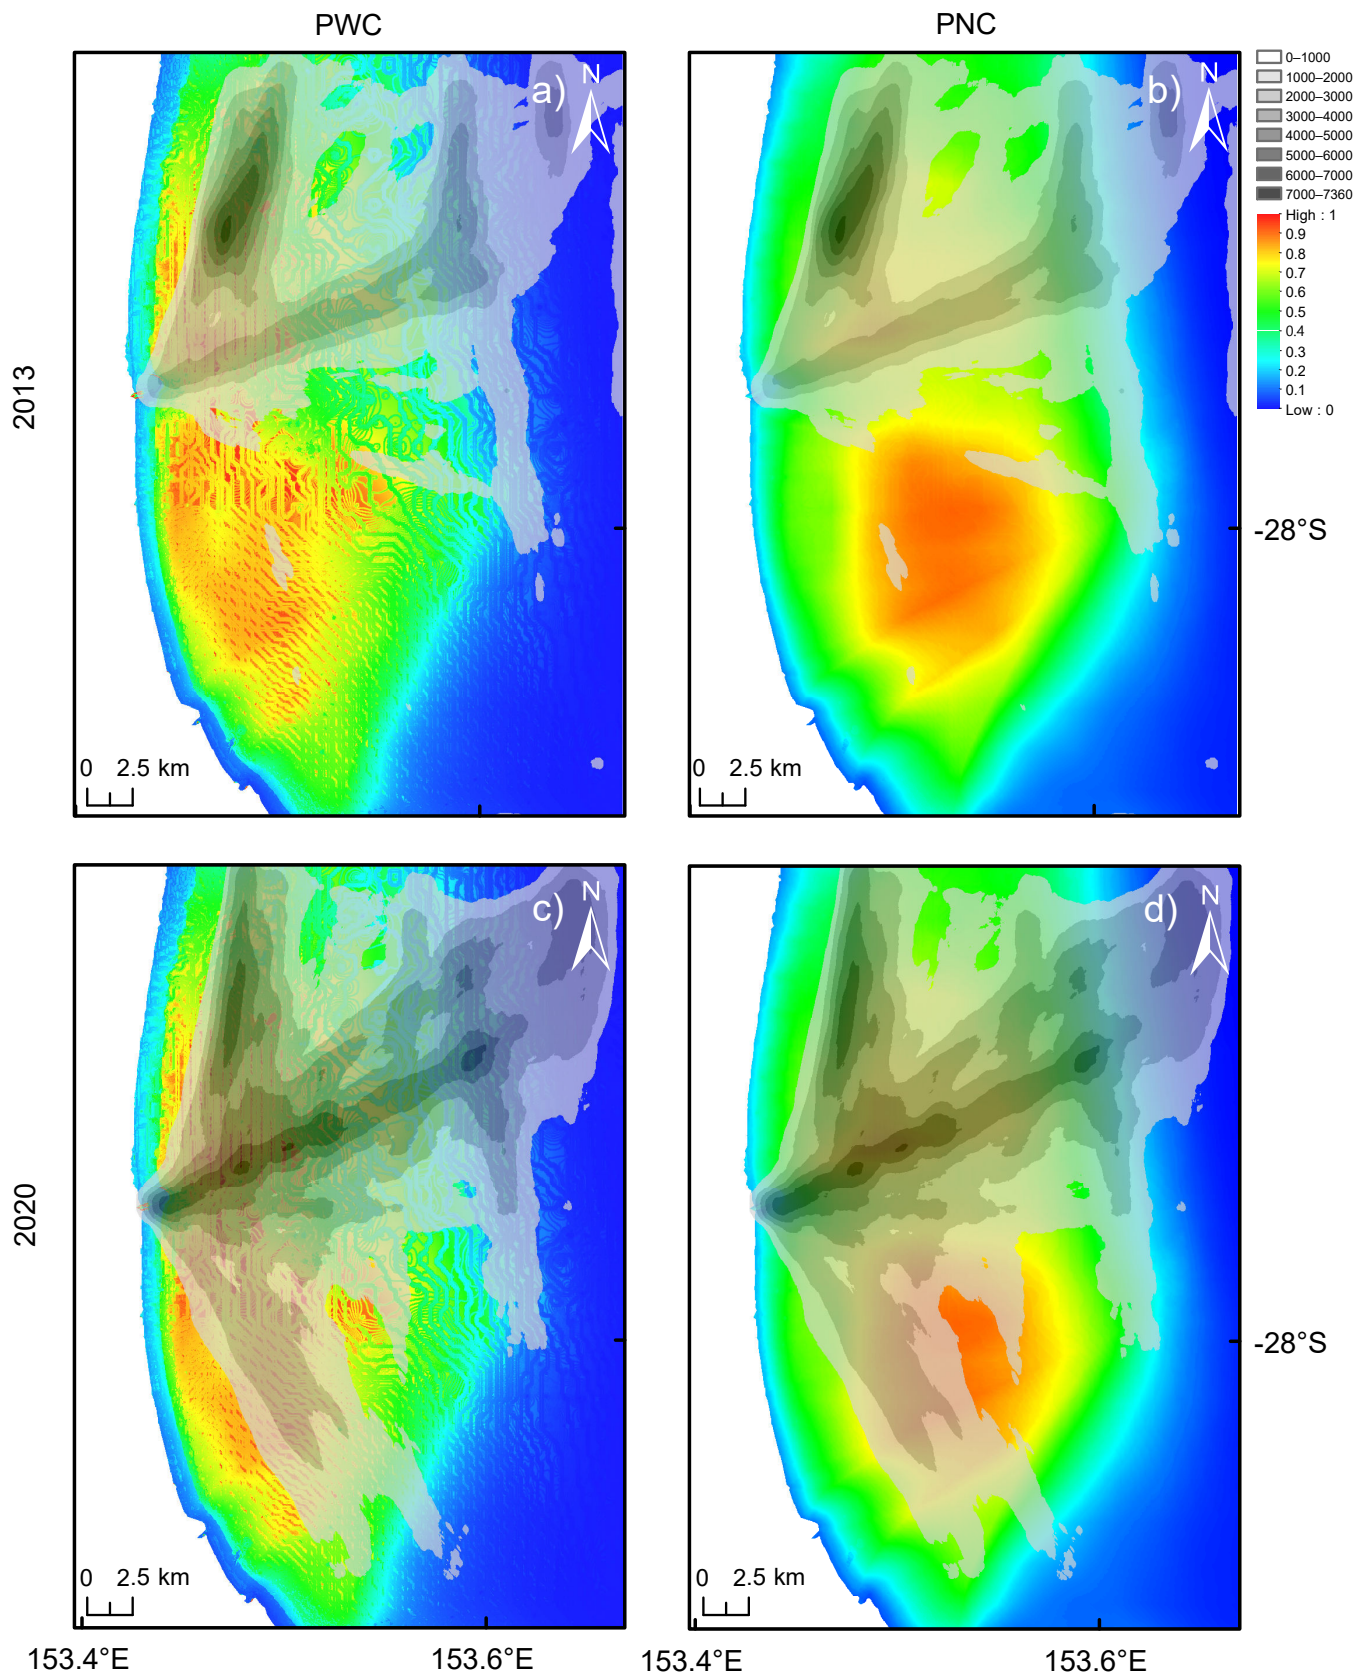 PWC
PNC
2013
a)
N
0 2.5 km
b)
N
0 2.5 km
0–1000
1000–2000
2000–3000
3000–4000
4000–5000
5000–6000
6000–7000
7000–7360
High : 1
0.9
0.8
0.7
0.6
0.5
0.4
0.3
0.2
0.1
Low : 0
-28°S
2020
c)
N
0 2.5 km
d)
N
0 2.5 km
-28°S
153.4°E
153.6°E
153.4°E
153.6°E